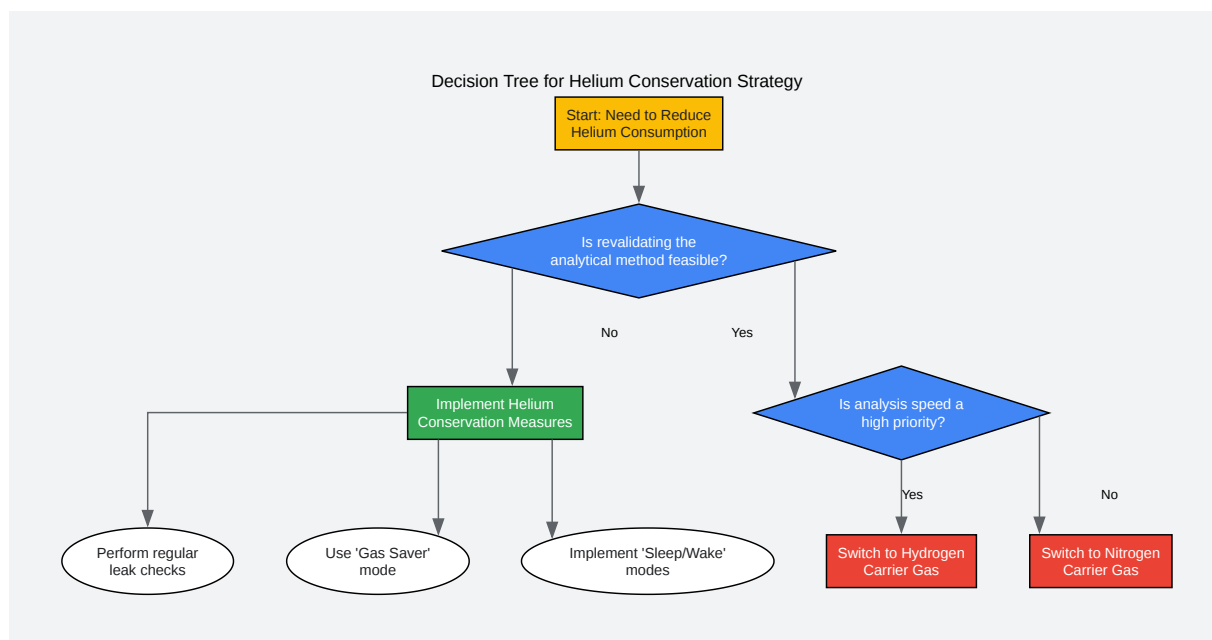 Decision Tree for Helium Conservation Strategy
Start: Need to Reduce
Helium Consumption
Is revalidating the
analytical method feasible?
No
Yes
Implement Helium
Conservation Measures
Is analysis speed a
high priority?
Yes
No
Perform regular
leak checks
Use 'Gas Saver'
mode
Implement 'Sleep/Wake'
modes
Switch to Hydrogen
Carrier Gas
Switch to Nitrogen
Carrier Gas